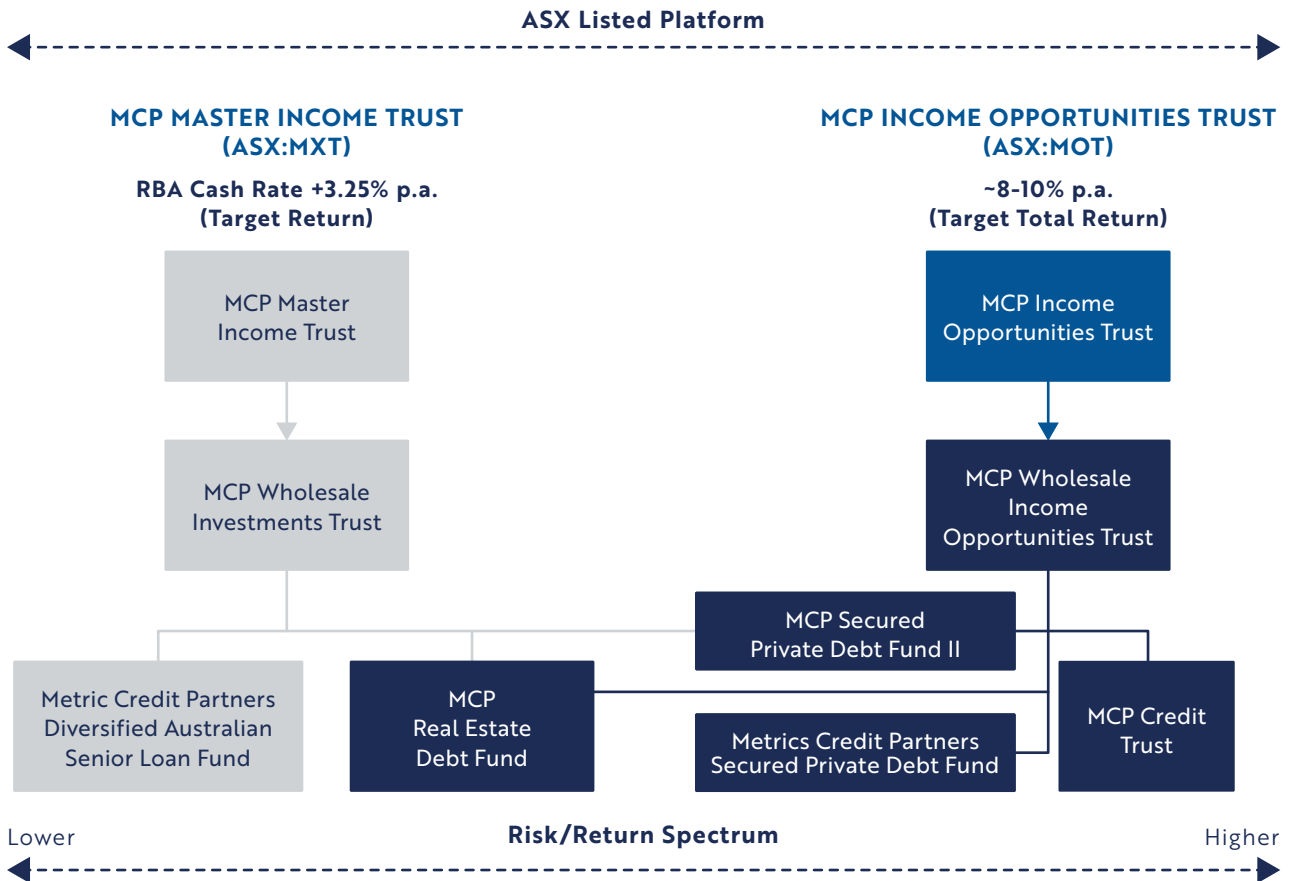 ASX Listed Platform
MCP MASTER INCOME TRUST
(ASX:MXT)
RBA Cash Rate +3.25% p.a.
(Target Return)
MCP INCOME OPPORTUNITIES TRUST
(ASX:MOT)
~8-10% p.a.
(Target Total Return)
MCP Master
Income Trust
MCP Income
Opportunities Trust
MCP Wholesale
Investments Trust
MCP Wholesale
Income
Opportunities Trust
MCP Secured
Private Debt Fund II
Metric Credit Partners
Diversified Australian
Senior Loan Fund
MCP
Real Estate
Debt Fund
Metrics Credit Partners
Secured Private Debt Fund
MCP Credit
Trust
Lower
Risk/Return Spectrum
Higher